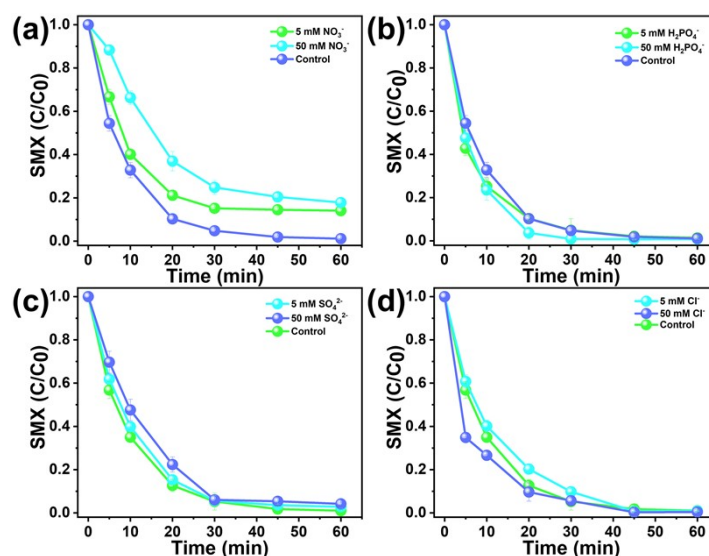 (a)
5 mM NO₃⁻
50 mM NO₃⁻
Control
SMX (C/C0)
1.0
0.8
0.6
0.4
0.2
0.0
0 10 20 30 40 50 60
Time (min)
(b)
5 mM H₂PO₄⁻
50 mM H₂PO₄⁻
Control
SMX (C/C0)
1.0
0.8
0.6
0.4
0.2
0.0
0 10 20 30 40 50 60
Time (min)
(c)
5 mM SO₄²⁻
50 mM SO₄²⁻
Control
SMX (C/C0)
1.0
0.8
0.6
0.4
0.2
0.0
0 10 20 30 40 50 60
Time (min)
(d)
5 mM Cl⁻
50 mM Cl⁻
Control
SMX (C/C0)
1.0
0.8
0.6
0.4
0.2
0.0
0 10 20 30 40 50 60
Time (min)